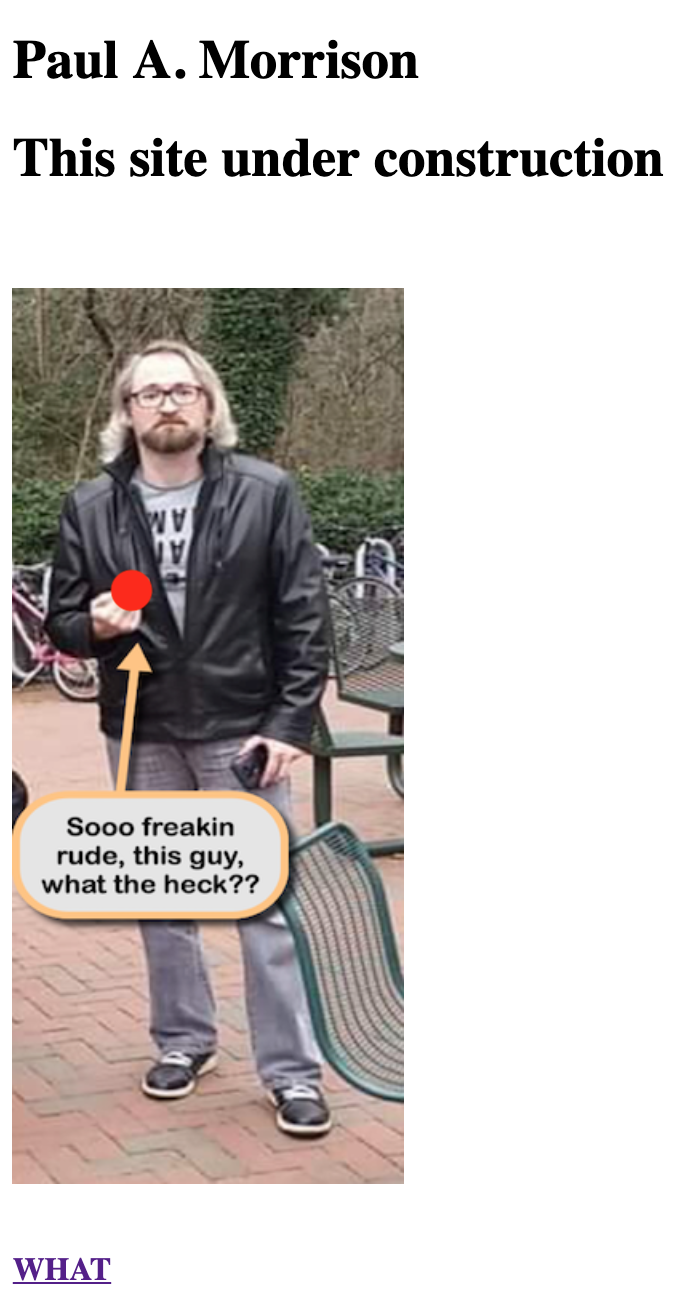 Paul A. Morrison
This site under construction
Sooo freakin
rude, this guy,
what the heck??
WHAT